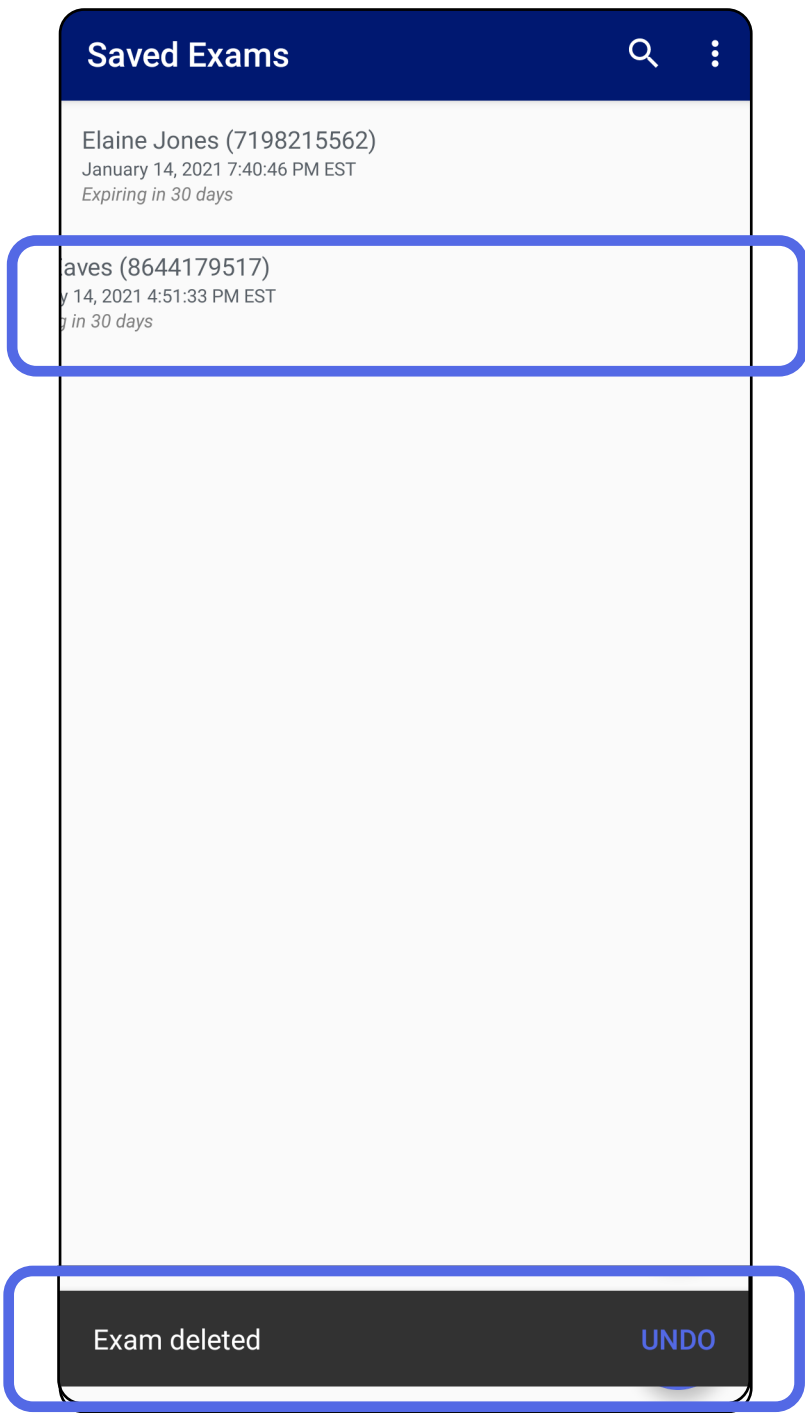 Saved Exams
Elaine Jones (7198215562)
January 14, 2021 7:40:46 PM EST
Expiring in 30 days
aves (8644179517)
y 14, 2021 4:51:33 PM EST
g in 30 days
Exam deleted UNDO